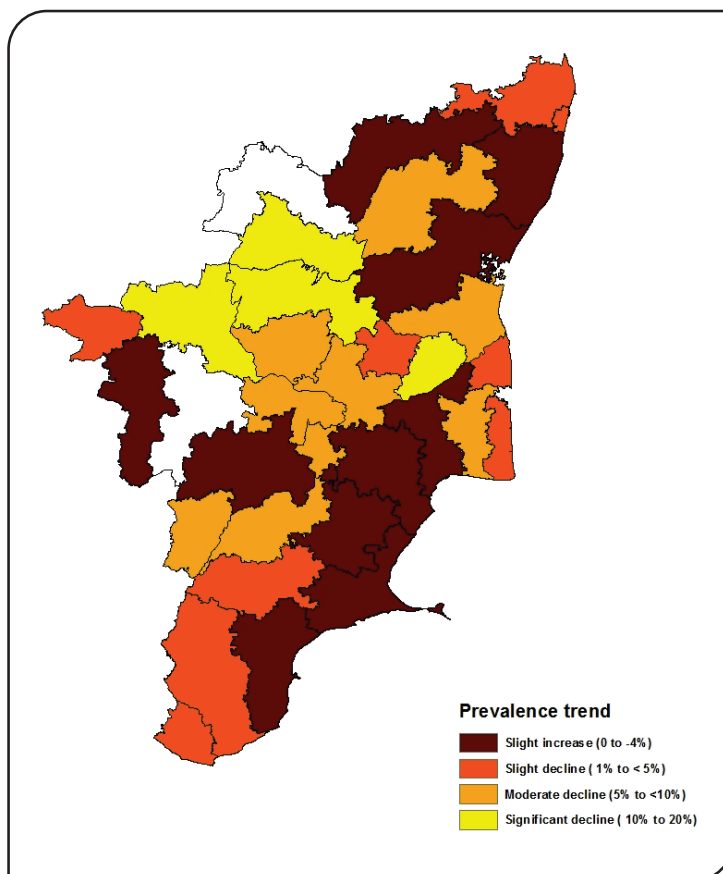 Prevalence trend
Slight increase (0 to -4%)
Slight decline ( 1% to < 5%)
Moderate decline (5% to <10%)
Significant decline ( 10% to 20%)